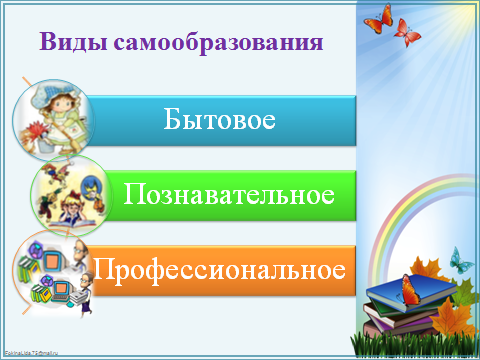 Виды самообразования
Бытовое
Познавательное
Профессиональное